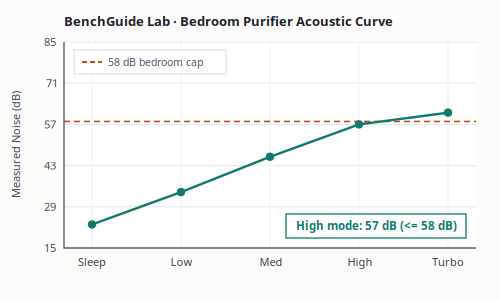 BenchGuide Lab · Bedroom Purifier Acoustic Curve
58 dB bedroom cap
Measured Noise (dB)
85
71
57
43
29
15
High mode: 57 dB (<= 58 dB)
Sleep Low Med High Turbo